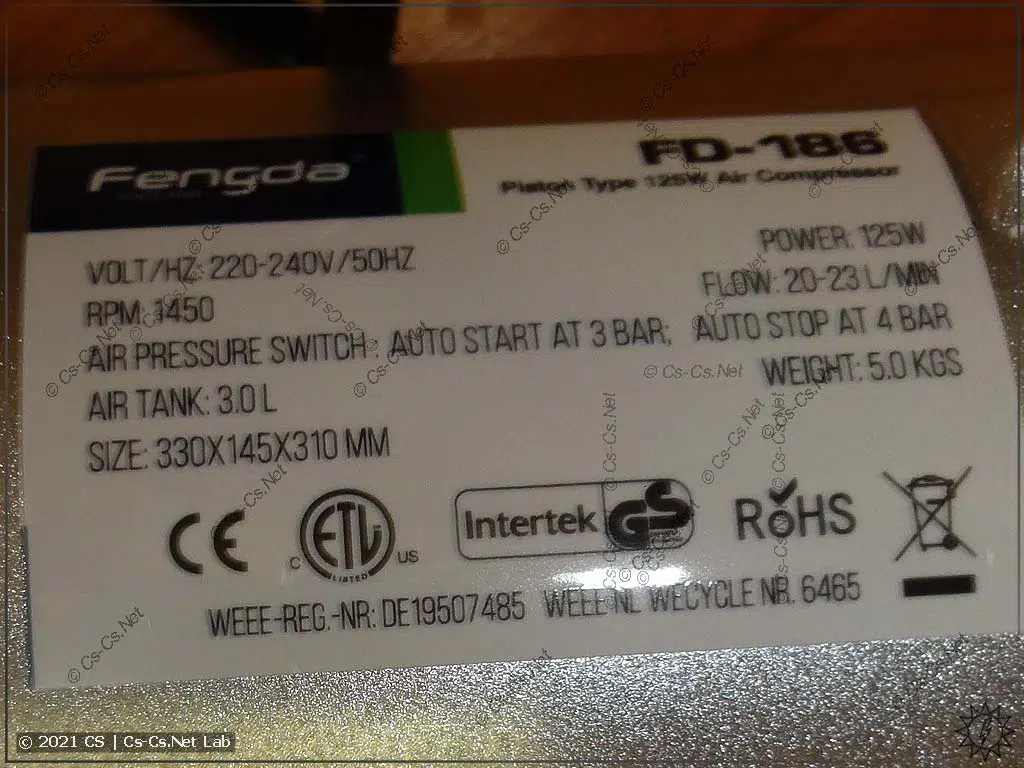 Fengda
FD-186
Piston Type 125W Air Compressor
VOLT/HZ: 220-240V/50HZ
POWER: 125W
RPM: 1450
FLOW: 20-23 L/MIN
AIR PRESSURE SWITCH: AUTO START AT 3 BAR; AUTO STOP AT 4 BAR
AIR TANK: 3.0 L
WEIGHT: 5.0 KGS
SIZE: 330X145X310 MM
CE
C ETL US
LISTED
Intertek GS
RoHS
WEEE-REG.-NR: DE19507485 WEEE NL WECYCLE NR. 6465
© Cs-Cs.Net
© 2021 CS | Cs-Cs.Net Lab